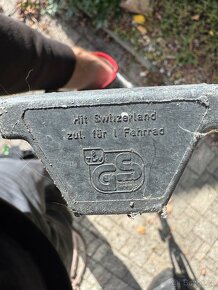 Hit Switzerland
zul. für 1 Fahrrad
GS